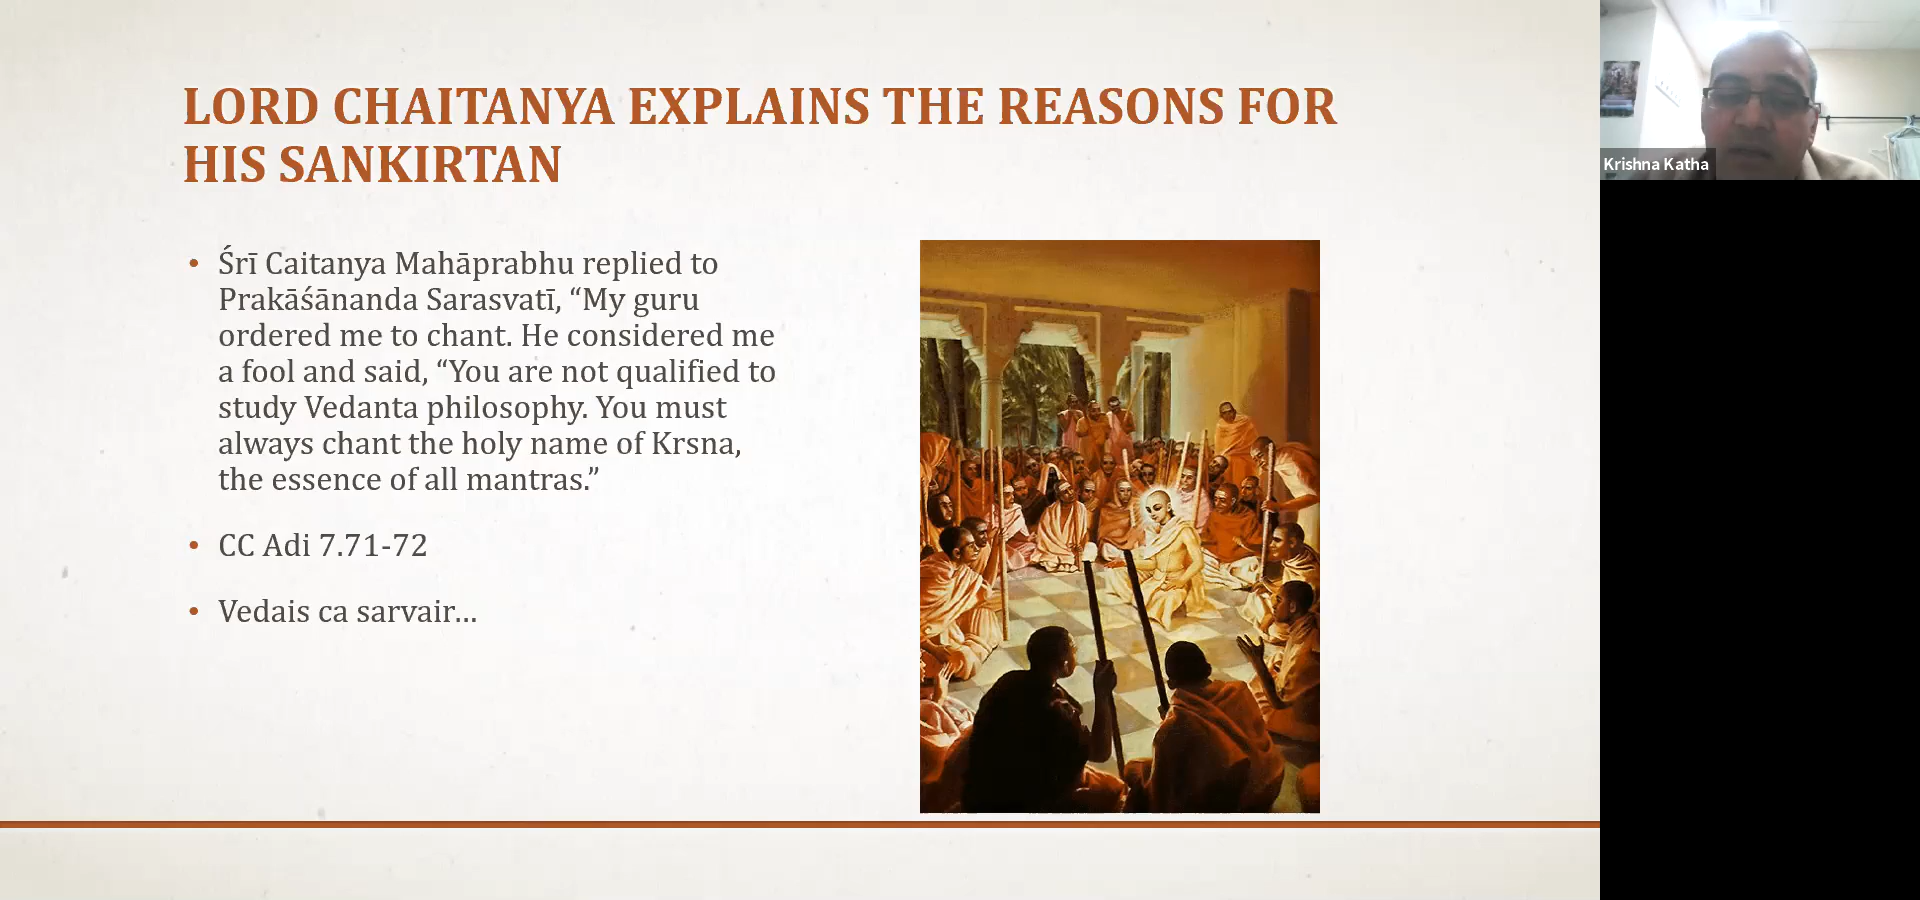 LORD CHAITANYA EXPLAINS THE REASONS FOR
HIS SANKIRTAN
• Śrī Caitanya Mahāprabhu replied to
Prakāśānanda Sarasvatī, “My guru
ordered me to chant. He considered me
a fool and said, “You are not qualified to
study Vedanta philosophy. You must
always chant the holy name of Krsna,
the essence of all mantras.”
• CC Adi 7.71-72
• Vedais ca sarvair…
Krishna Katha